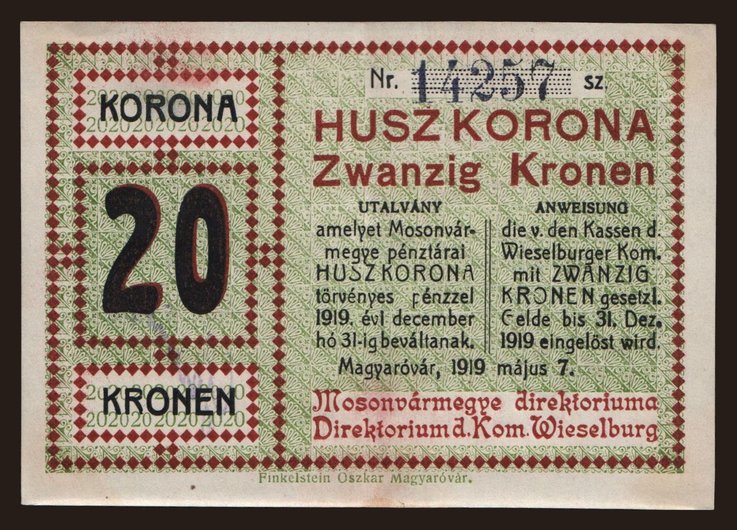 KORONA
20
KRONEN
Nr. 14257 sz.
HUSZ KORONA
Zwanzig Kronen
UTALVÁNY
amelyet Mosonvár-
megye pénztárai
HUSZ KORONA
törvényes pénzzel
1919. évi december
hó 31-ig beváltanak.
ANWEISUNG
die v. den Kassen d.
Wieselburger Kom.
mit ZWANZIG
KRONEN gesetzl.
Gelde bis 31. Dez.
1919 eingelöst wird.
Magyaróvár, 1919 május 7.
Mosonvármegye direktoriuma
Direktorium d. Kom. Wieselburg
Finkelstein Oszkar Magyaróvár.